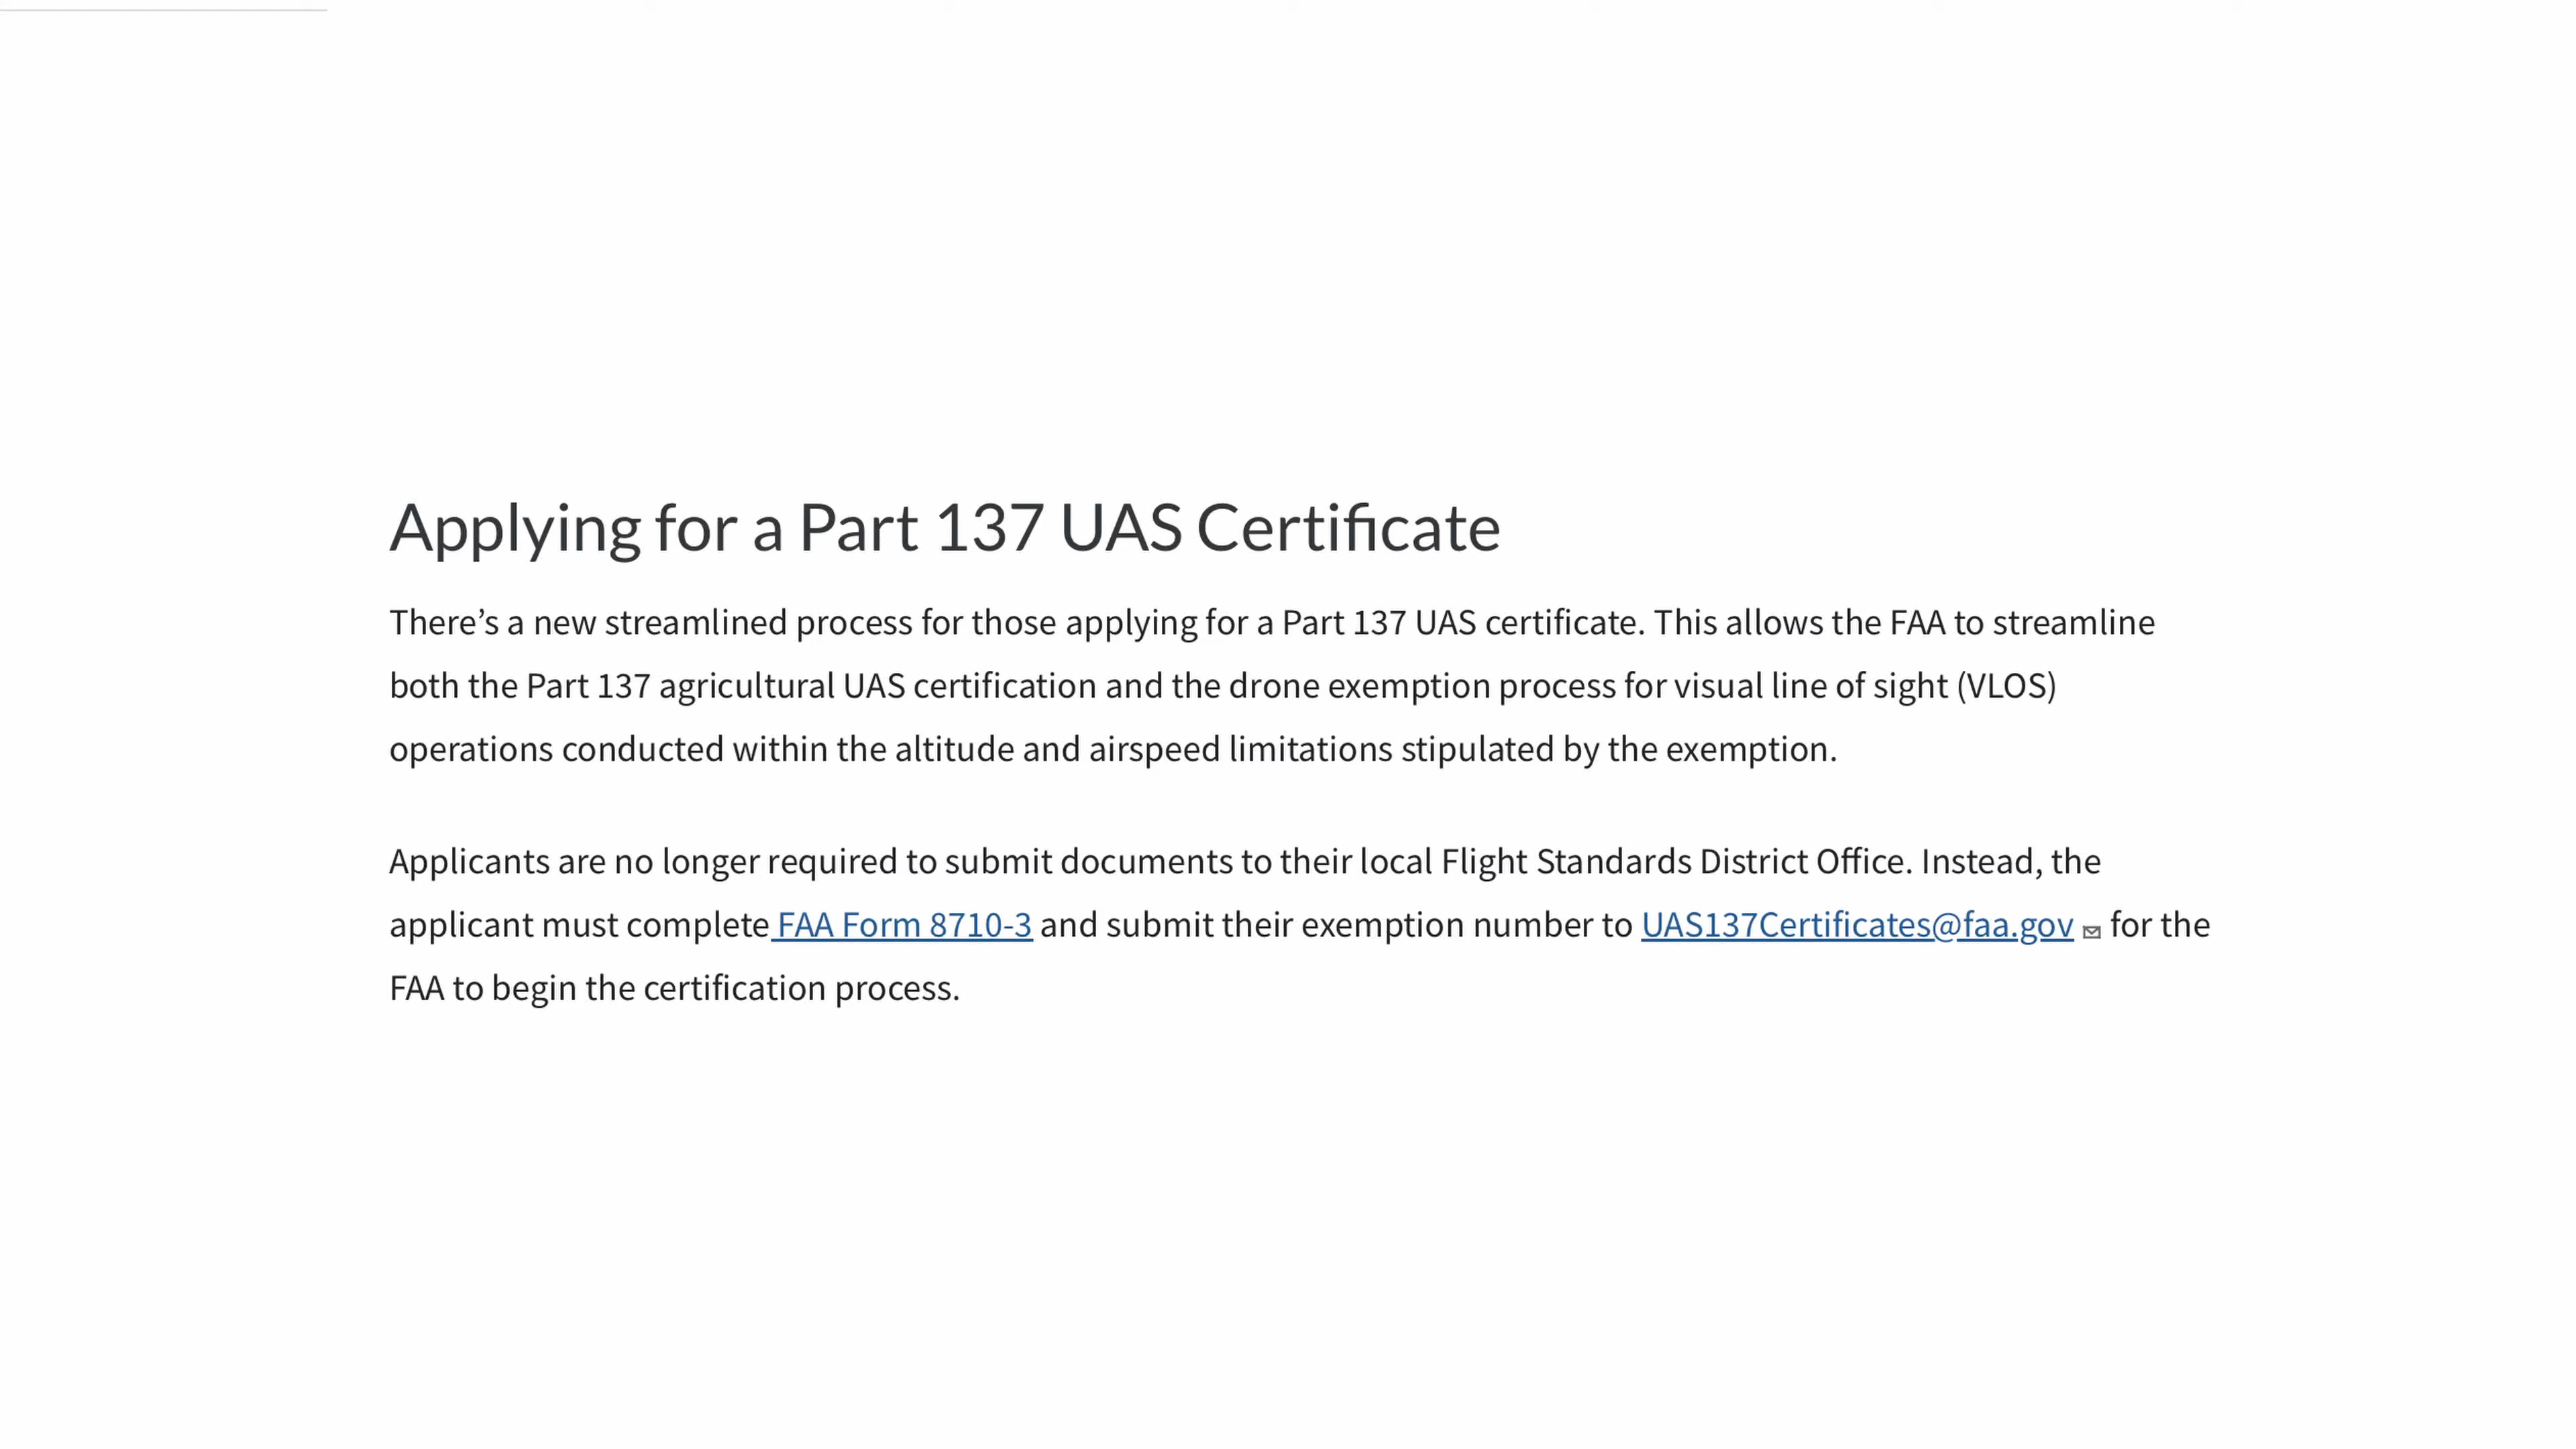 Applying for a Part 137 UAS Certificate
There’s a new streamlined process for those applying for a Part 137 UAS certificate. This allows the FAA to streamline
both the Part 137 agricultural UAS certification and the drone exemption process for visual line of sight (VLOS)
operations conducted within the altitude and airspeed limitations stipulated by the exemption.
Applicants are no longer required to submit documents to their local Flight Standards District Office. Instead, the
applicant must complete FAA Form 8710-3 and submit their exemption number to UAS137Certificates@faa.gov for the
FAA to begin the certification process.